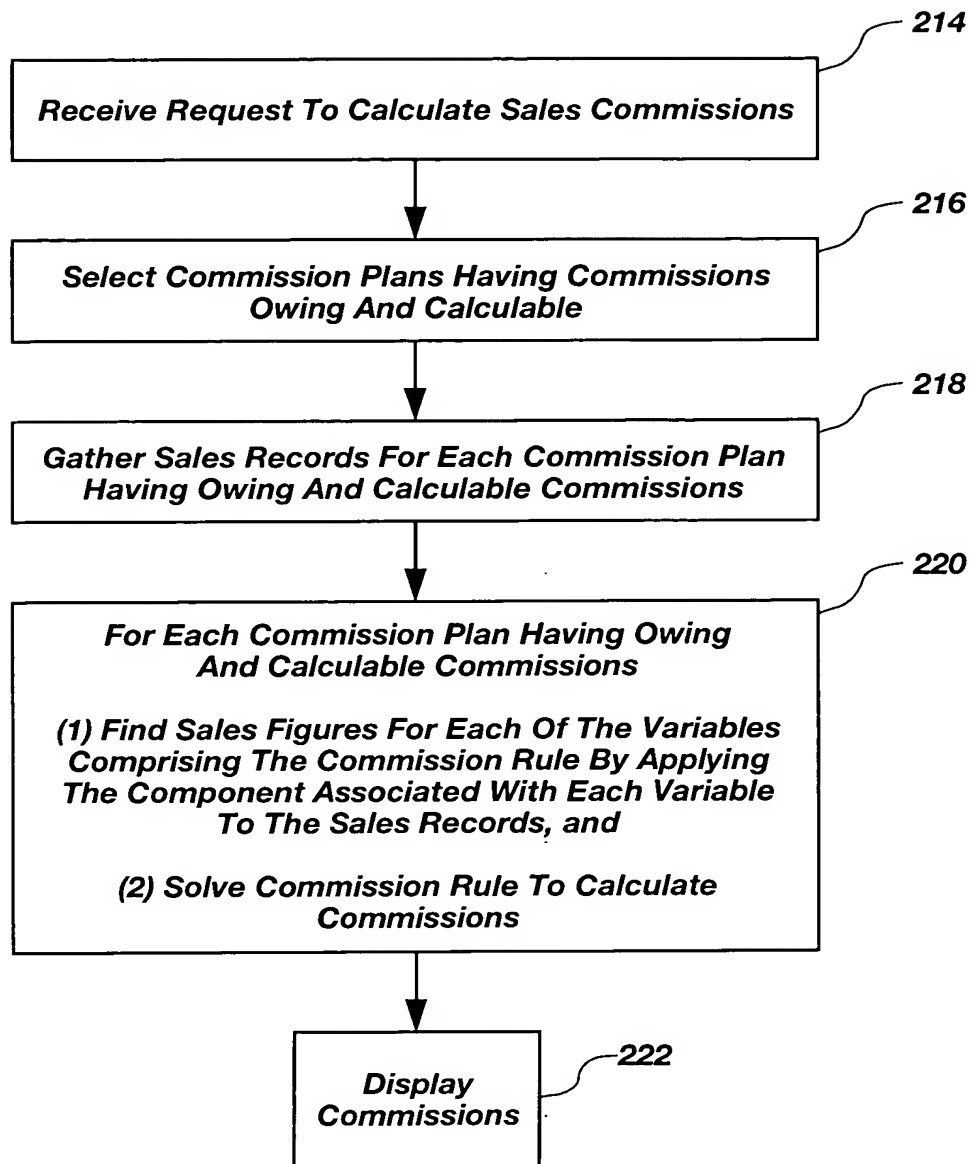 214
Receive Request To Calculate Sales Commissions
216
Select Commission Plans Having Commissions
Owing And Calculable
218
Gather Sales Records For Each Commission Plan
Having Owing And Calculable Commissions
220
For Each Commission Plan Having Owing
And Calculable Commissions
(1) Find Sales Figures For Each Of The Variables
Comprising The Commission Rule By Applying
The Component Associated With Each Variable
To The Sales Records, and
(2) Solve Commission Rule To Calculate
Commissions
222
Display
Commissions